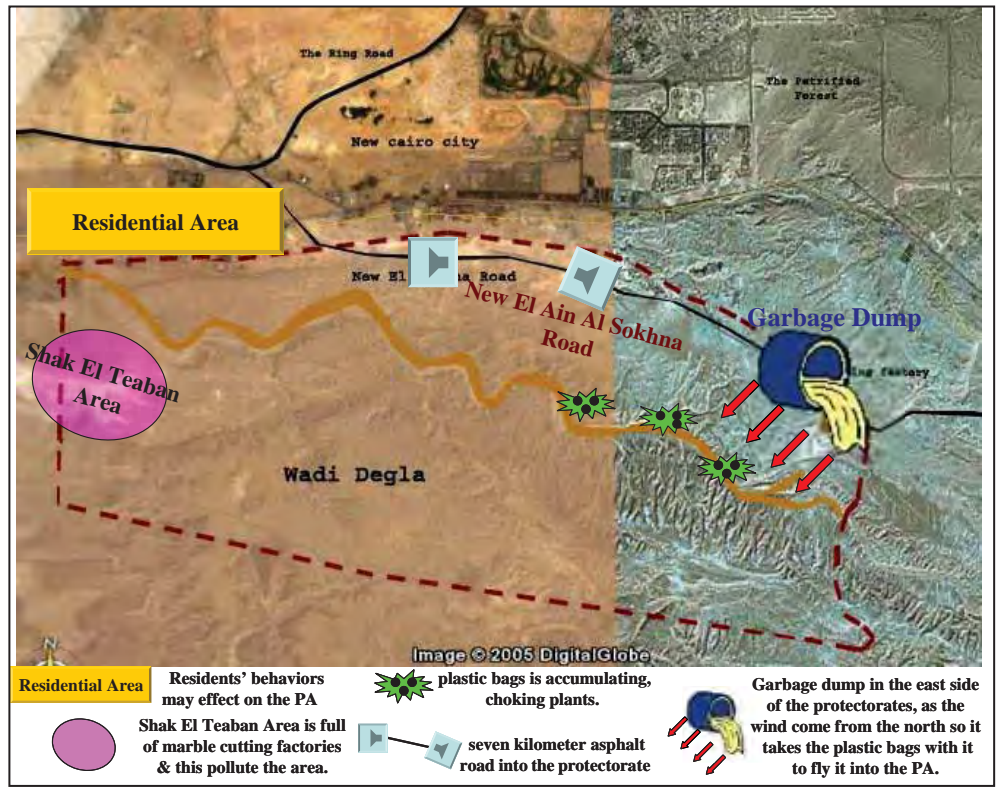 The Ring Road
The Petrified
Forest
New cairo city
Residential Area
New El
na Road
New El Ain Al Sokhna
Road
Garbage Dump
factory
Shak El Teaban
Area
Wadi Degla
N
Image © 2005 DigitalGlobe
Residential Area
Residents' behaviors
may effect on the PA
plastic bags is accumulating,
choking plants.
Garbage dump in the east side
of the protectorates, as the
wind come from the north so it
takes the plastic bags with it
to fly it into the PA.
Shak El Teaban Area is full
of marble cutting factories
& this pollute the area.
seven kilometer asphalt
road into the protectorate